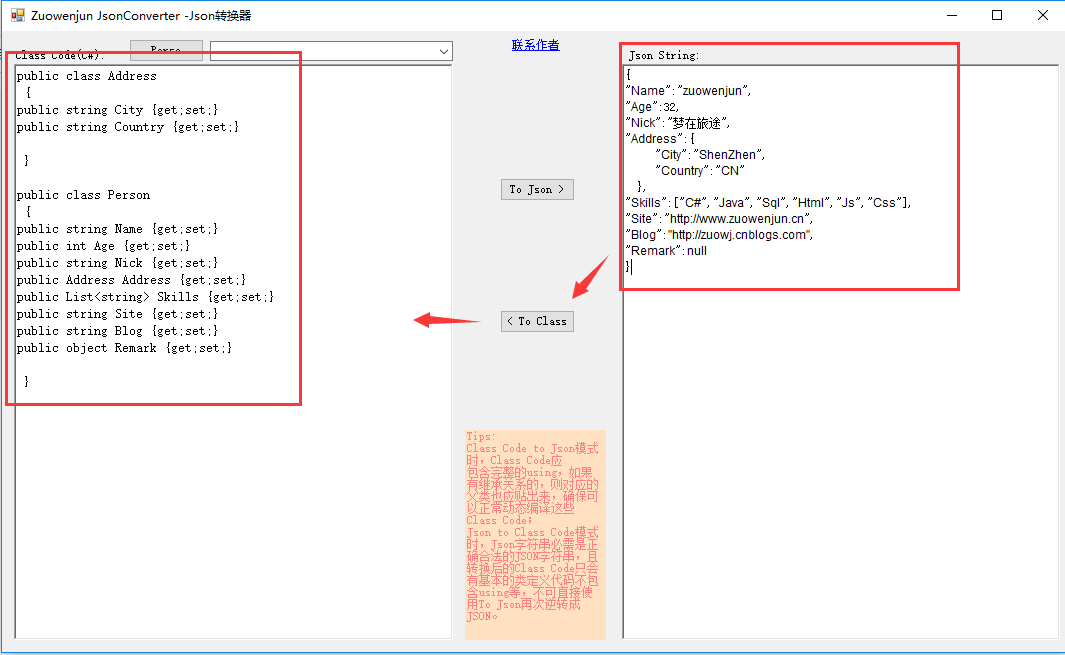 Zuowenjun JsonConverter -Json转换器
Class Code(C#):
Parse
联系作者
public class Address
{
public string City {get;set;}
public string Country {get;set;}
}
public class Person
{
public string Name {get;set;}
public int Age {get;set;}
public string Nick {get;set;}
public Address Address {get;set;}
public List<string> Skills {get;set;}
public string Site {get;set;}
public string Blog {get;set;}
public object Remark {get;set;}
}
To Json >
< To Class
Tips:
Class Code to Json模式
时，Class Code应
包含完整的using，如果
有继承关系的，则对应的
父类也应贴出来，确保可
以正常动态编译这些
Class Code；
Json to Class Code模式
时，Json字符串必需是正
确合法的JSON字符串，且
转换后的Class Code只会
有基本的类定义代码不包
含using等，不可直接使
用To Json再次逆转成
JSON。
Json String:
{
"Name":"zuowenjun",
"Age":32,
"Nick":"梦在旅途",
"Address":{
"City":"ShenZhen",
"Country":"CN"
},
"Skills":["C#", "Java", "Sql", "Html", "Js", "Css"],
"Site":"http://www.zuowenjun.cn",
"Blog":"http://zuowj.cnblogs.com",
"Remark":null
}